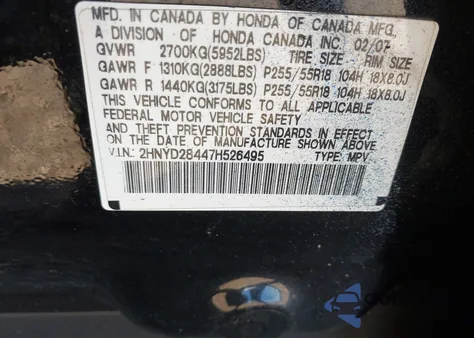 MFD. IN CANADA BY HONDA OF CANADA MFG.
A DIVISION OF HONDA CANADA INC. 02/07
GVWR 2700KG(5952LBS) TIRE SIZE RIM SIZE
GAWR F 1310KG(2888LBS) P255/55R18 104H 18X8.0J
GAWR R 1440KG(3175LBS) P255/55R18 104H 18X8.0J
THIS VEHICLE CONFORMS TO ALL APPLICABLE
FEDERAL MOTOR VEHICLE SAFETY
AND THEFT PREVENTION STANDARDS IN EFFECT
ON THE DATE OF MANUFACTURE SHOWN ABOVE.
V.I.N.: 2HNYD28447H526495 TYPE: MPV